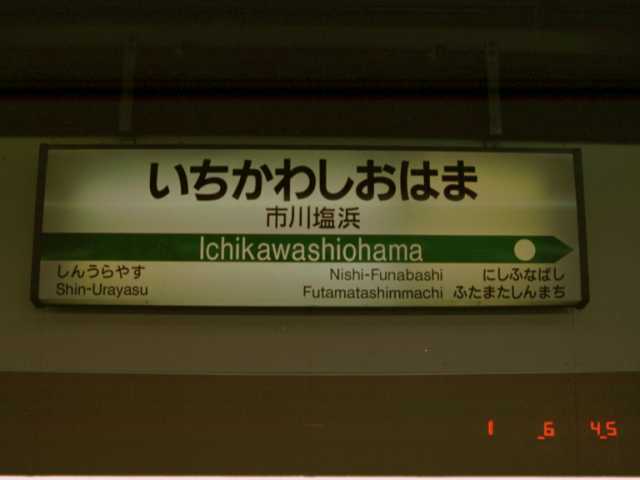 いちかわしおはま
市川塩浜
Ichikawashiohama
しんうらやす Nishi-Funabashi にしふなばし
Shin-Urayasu Futamatashimmachi ふたまたしんまち
1 6 45